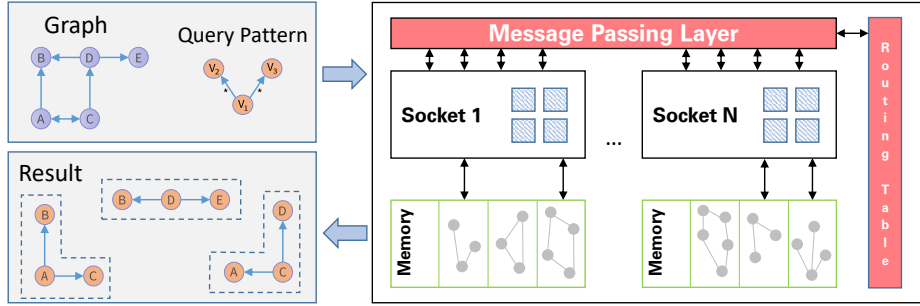 Graph
B
D
E
A
C
Query Pattern
V2
V3
*
*
V1
Result
B
D
E
B
A
C
D
A
C
Message Passing Layer
Socket 1
...
Socket N
Memory
Memory
Routing Table